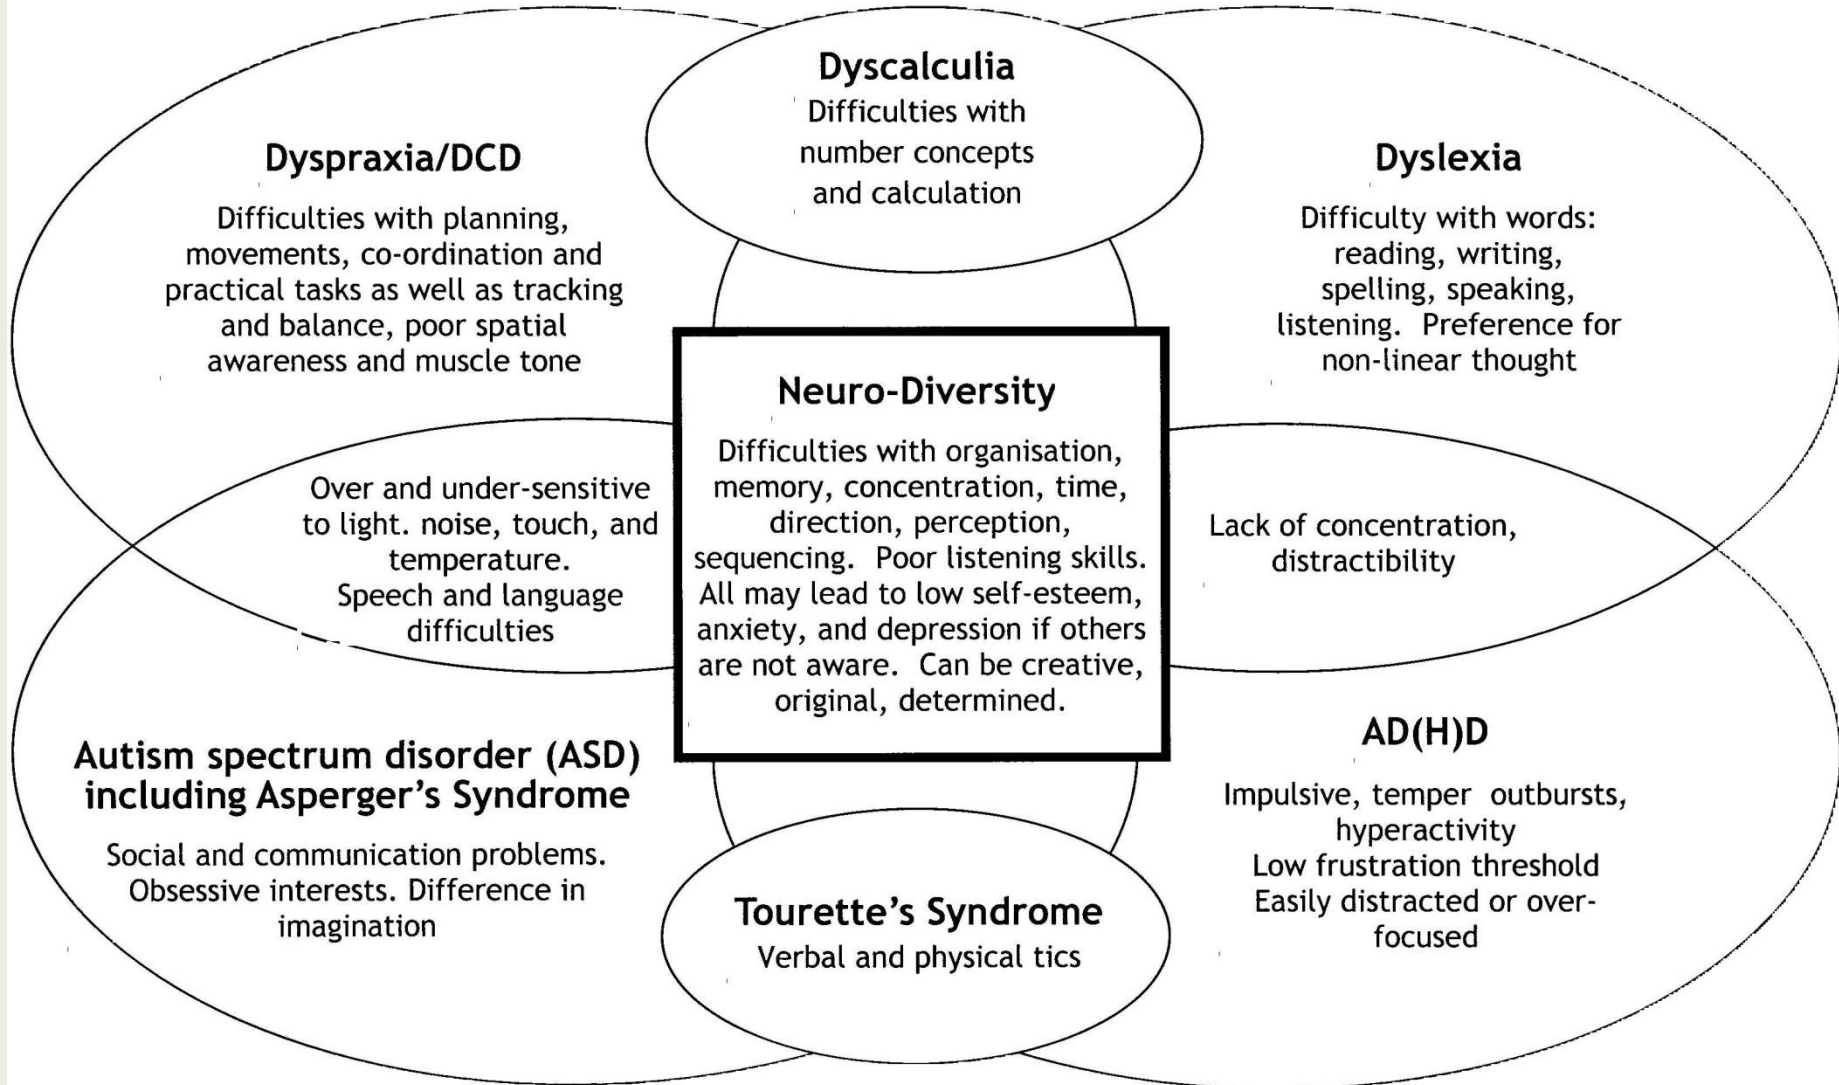 Dyscalculia
Difficulties with
number concepts
and calculation
Dyspraxia/DCD
Difficulties with planning,
movements, co-ordination and
practical tasks as well as tracking
and balance, poor spatial
awareness and muscle tone
Dyslexia
Difficulty with words:
reading, writing,
spelling, speaking,
listening. Preference for
non-linear thought
Neuro-Diversity
Difficulties with organisation,
memory, concentration, time,
direction, perception,
sequencing. Poor listening skills.
All may lead to low self-esteem,
anxiety, and depression if others
are not aware. Can be creative,
original, determined.
Over and under-sensitive
to light. noise, touch, and
temperature.
Speech and language
difficulties
Lack of concentration,
distractibility
Autism spectrum disorder (ASD)
including Asperger's Syndrome
Social and communication problems.
Obsessive interests. Difference in
imagination
AD(H)D
Impulsive, temper outbursts,
hyperactivity
Low frustration threshold
Easily distracted or over-
focused
Tourette's Syndrome
Verbal and physical tics